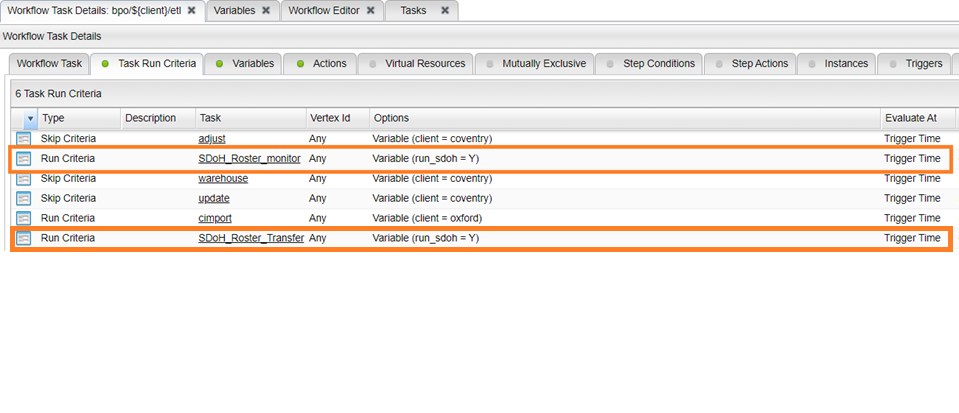 Workflow Task Details: bpo/${client}/etl Variables Workflow Editor Tasks
Workflow Task Details
Workflow Task Task Run Criteria Variables Actions Virtual Resources Mutually Exclusive Step Conditions Step Actions Instances Triggers
6 Task Run Criteria
Type Description Task Vertex Id Options Evaluate At
Skip Criteria adjust Any Variable (client = coventry) Trigger Time
Run Criteria SDoH_Roster_monitor Any Variable (run_sdoh = Y) Trigger Time
Skip Criteria warehouse Any Variable (client = coventry) Trigger Time
Skip Criteria update Any Variable (client = coventry) Trigger Time
Run Criteria cimport Any Variable (client = oxford) Trigger Time
Run Criteria SDoH_Roster_Transfer Any Variable (run_sdoh = Y) Trigger Time